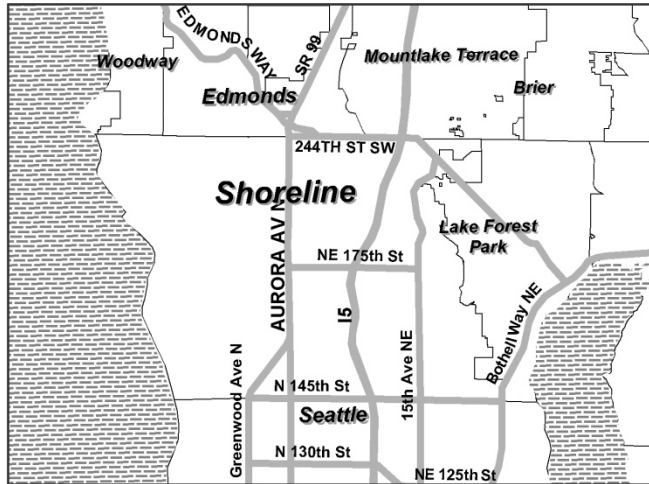 EDMONDS WAY
SR 99
Woodway
Mountlake Terrace
Edmonds
Brier
244TH ST SW
Shoreline
AURORA AV N
Lake Forest
Park
NE 175th St
I5
15th Ave NE
Bothell Way NE
Greenwood Ave N
N 145th St
Seattle
N 130th St
NE 125th St